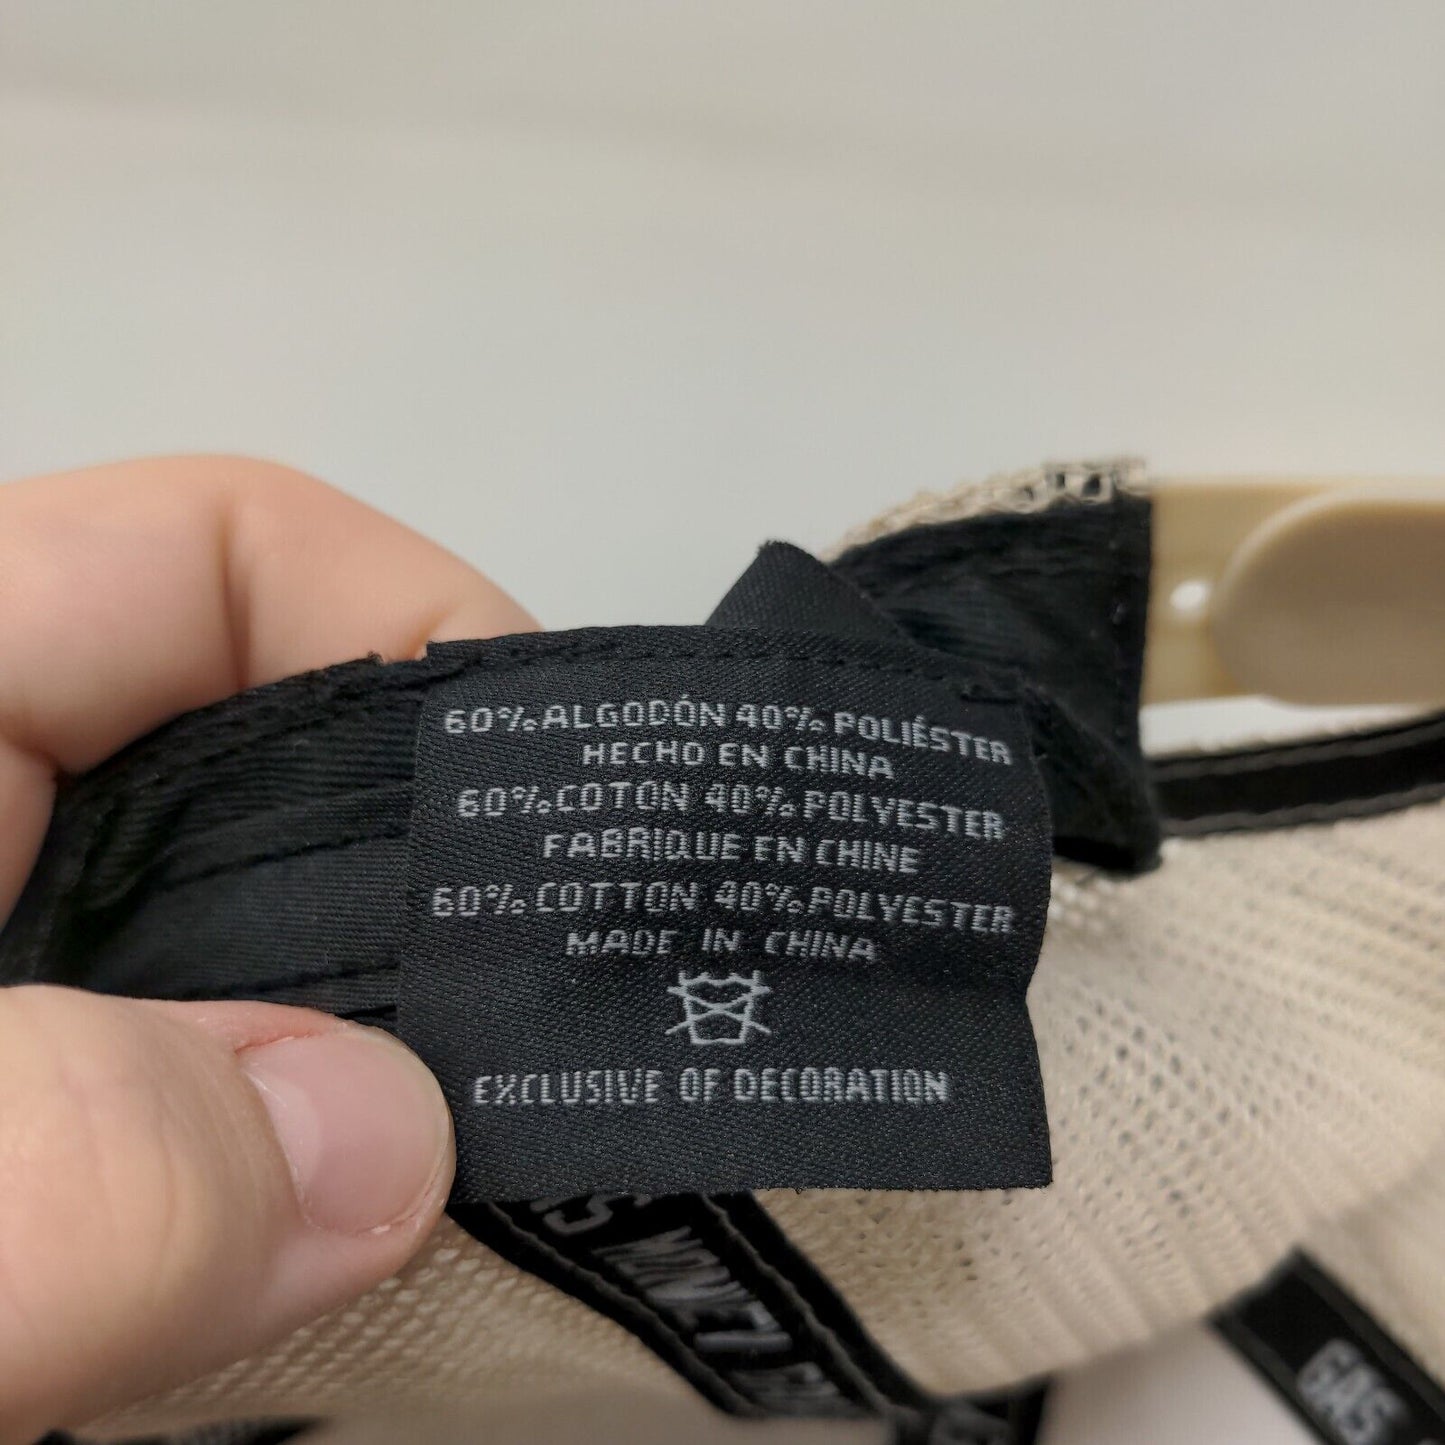 60% ALGODÓN 40% POLIÉSTER
HECHO EN CHINA
60% COTON 40% POLYESTER
FABRIQUE EN CHINE
60% COTTON 40% POLYESTER
MADE IN CHINA
EXCLUSIVE OF DECORATION
GAS